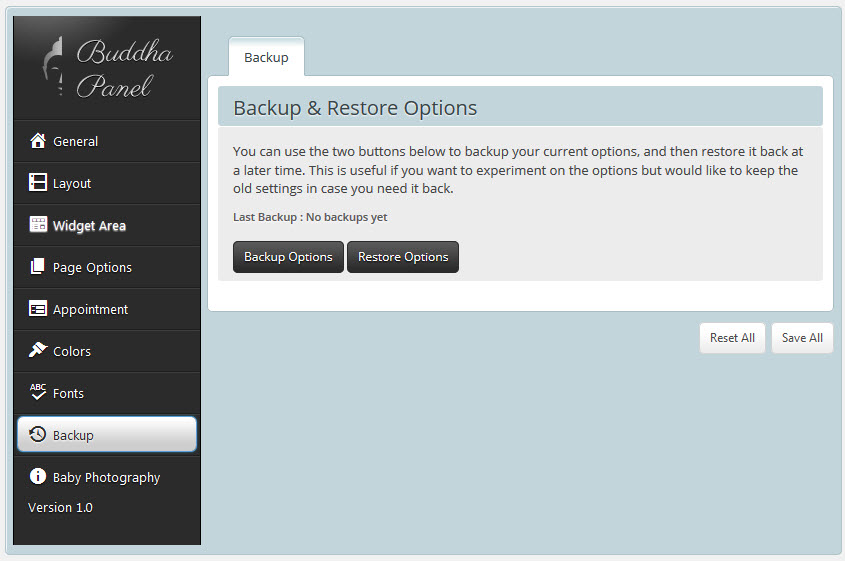 Buddha
Panel
General
Layout
Widget Area
Page Options
Appointment
Colors
ABC
Fonts
Backup
Baby Photography
Version 1.0
Backup
Backup & Restore Options
You can use the two buttons below to backup your current options, and then restore it back at
a later time. This is useful if you want to experiment on the options but would like to keep the
old settings in case you need it back.
Last Backup : No backups yet
Backup Options Restore Options
Reset All Save All